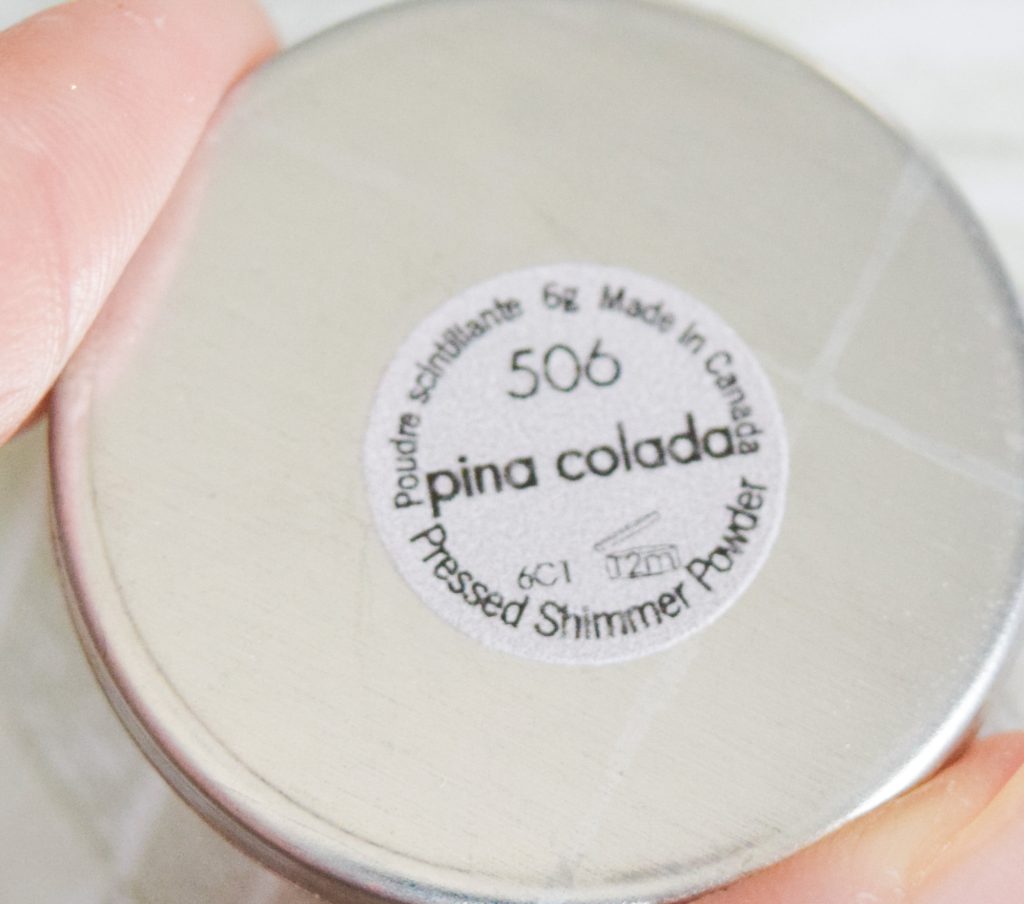 Poudre scintillante 6g Made in Canada
506
pina colada
6C1 12m
Pressed Shimmer Powder